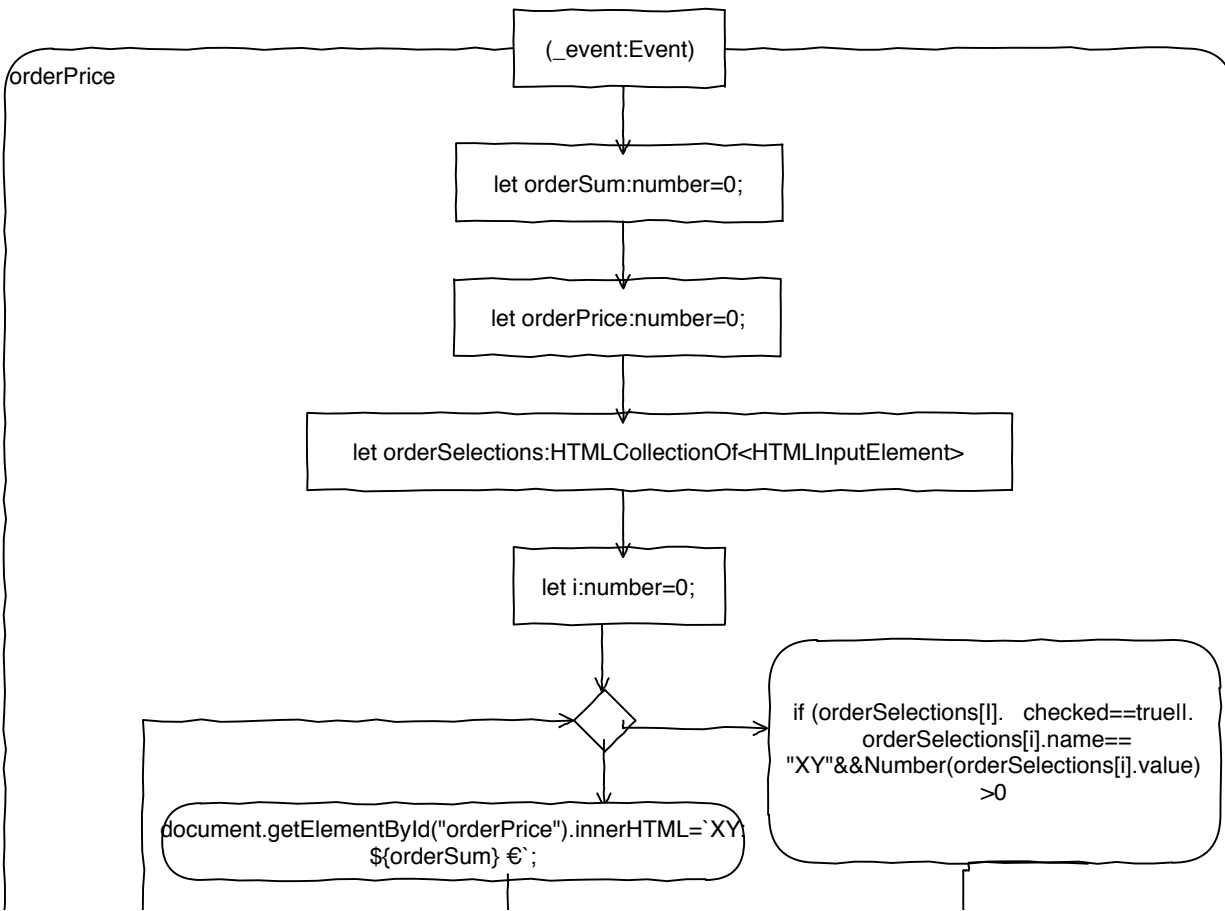 (_event:Event)
orderPrice
let orderSum:number=0;
let orderPrice:number=0;
let orderSelections:HTMLCollectionOf<HTMLInputElement>
let i:number=0;
if (orderSelections[I].   checked==truell.
orderSelections[i].name==
"XY"&&Number(orderSelections[i].value)
>0
document.getElementById("orderPrice").innerHTML=`XY:
${orderSum} €`;